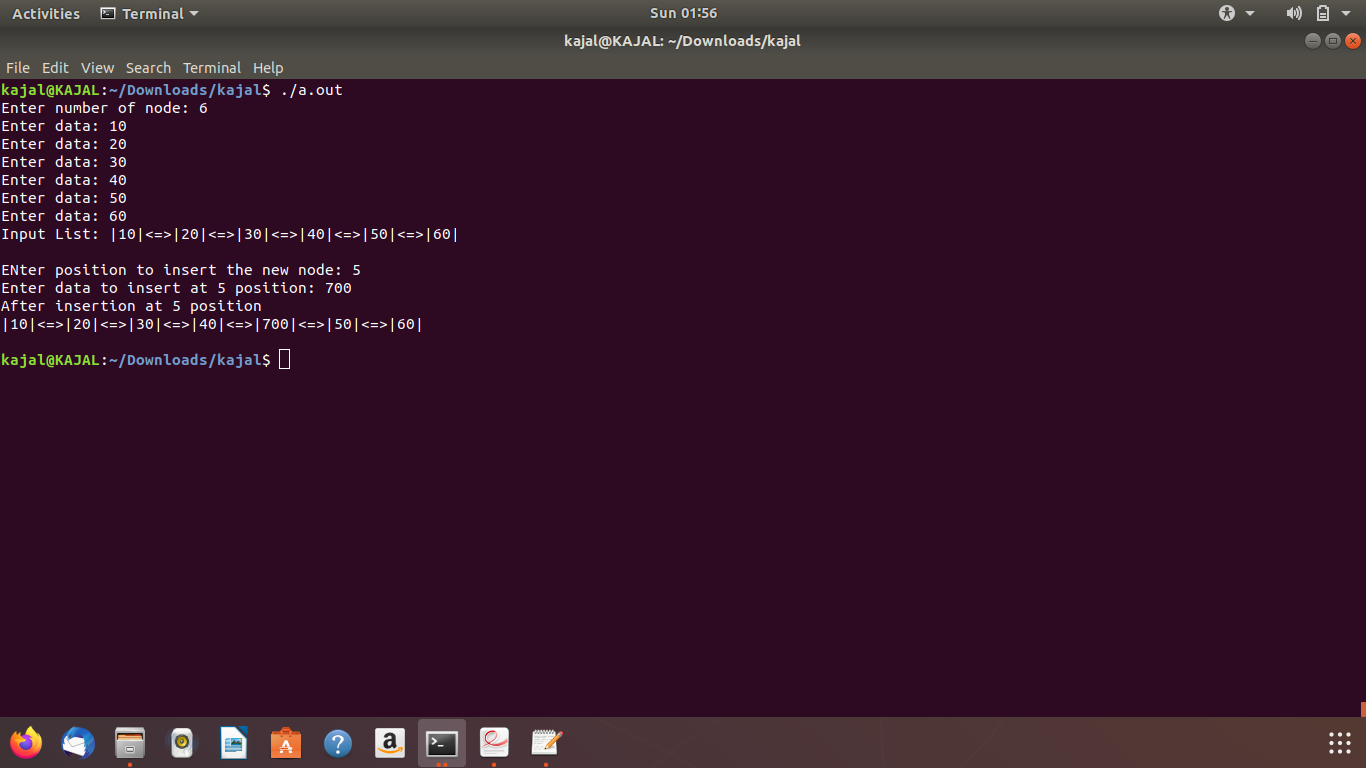 Activities Terminal Sun 01:56
kajal@KAJAL: ~/Downloads/kajal
File Edit View Search Terminal Help
kajal@KAJAL:~/Downloads/kajal$ ./a.out
Enter number of node: 6
Enter data: 10
Enter data: 20
Enter data: 30
Enter data: 40
Enter data: 50
Enter data: 60
Input List: |10|<=>|20|<=>|30|<=>|40|<=>|50|<=>|60|
ENter position to insert the new node: 5
Enter data to insert at 5 position: 700
After insertion at 5 position
|10|<=>|20|<=>|30|<=>|40|<=>|700|<=>|50|<=>|60|
kajal@KAJAL:~/Downloads/kajal$